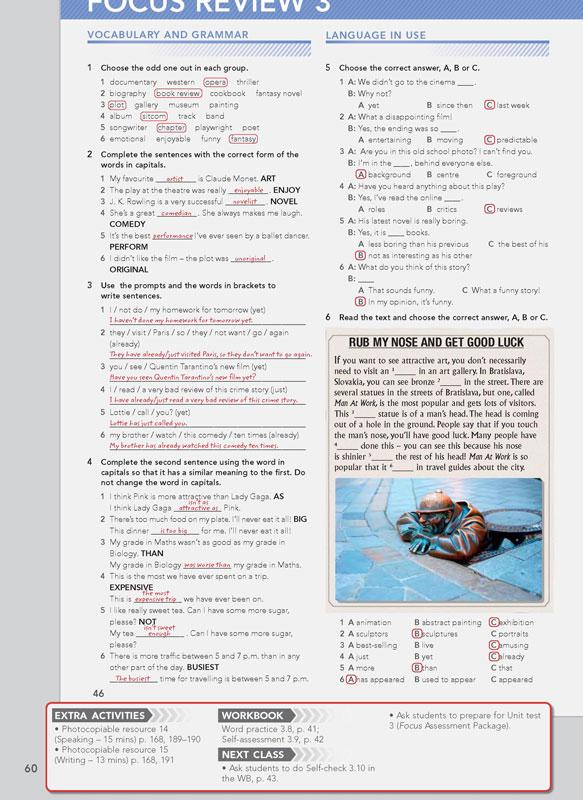 FOCUS REVIEW 3
VOCABULARY AND GRAMMAR
1 Choose the odd one out in each group.
1 documentary western opera thriller
2 biography book review cookbook fantasy novel
3 plot gallery museum painting
4 album sitcom track band
5 songwriter chapter playwright poet
6 emotional enjoyable funny fantasy
2 Complete the sentences with the correct form of the
words in capitals.
1 My favourite artist is Claude Monet. ART
2 The play at the theatre was really enjoyable. ENJOY
3 J. K. Rowling is a very successful novelist. NOVEL
4 She's a great comedian. She always makes me laugh.
COMEDY
5 It's the best performance I've ever seen by a ballet dancer.
PERFORM
6 I didn't like the film – the plot was unoriginal.
ORIGINAL
3 Use the prompts and the words in brackets to
write sentences.
1 I / not do / my homework for tomorrow (yet)
I haven't done my homework for tomorrow yet.
2 they / visit / Paris / so / they / not want / go / again
(already)
They have already/just visited Paris, so they don't want to go again.
3 you / see / Quentin Tarantino's new film (yet)
Have you seen Quentin Tarantino's new film yet?
4 I / read / a very bad review of this crime story (just)
I have already/just read a very bad review of this crime story.
5 Lottie / call / you? (yet)
Lottie has just called you.
6 my brother / watch / this comedy / ten times (already)
My brother has already watched this comedy ten times.
4 Complete the second sentence using the word in
capitals so that it has a similar meaning to the first. Do
not change the word in capitals.
1 I think Pink is more attractive than Lady Gaga. AS
isn't as
I think Lady Gaga attractive as Pink.
2 There's too much food on my plate. I'll never eat it all! BIG
This dinner is too big for me. I'll never eat it all!
3 My grade in Maths wasn't as good as my grade in
Biology. THAN
My grade in Biology was worse than my grade in Maths.
4 This is the most we have ever spent on a trip.
EXPENSIVE
the most
This is expensive trip we have ever been on.
5 I like really sweet tea. Can I have some more sugar,
please? NOT
isn't sweet
My tea enough. Can I have some more sugar,
please?
6 There is more traffic between 5 and 7 p.m. than in any
other part of the day. BUSIEST
The busiest time for travelling is between 5 and 7 p.m.
46
LANGUAGE IN USE
5 Choose the correct answer, A, B or C.
1 A: We didn't go to the cinema ____.
B: Why not?
A yet B since then C last week
2 A: What a disappointing film!
B: Yes, the ending was so ____.
A entertaining B moving C predictable
3 A: Are you in this old school photo? I can't find you.
B: I'm in the ____, behind everyone else.
A background B centre C foreground
4 A: Have you heard anything about this play?
B: Yes, I've read the online ____.
A roles B critics C reviews
5 A: His latest novel is really boring.
B: Yes, it is ____ books.
A less boring than his previous C the best of his
B not as interesting as his other
6 A: What do you think of this story?
B: ____
A That sounds funny. C What a funny story!
B In my opinion, it's funny.
6 Read the text and choose the correct answer, A, B or C.
RUB MY NOSE AND GET GOOD LUCK
If you want to see attractive art, you don't necessarily
need to visit an 1____ in an art gallery. In Bratislava,
Slovakia, you can see bronze 2____ in the street. There are
several statues in the streets of Bratislava, but one, called
Man At Work, is the most popular and gets lots of visitors.
This 3____ statue is of a man's head. The head is coming
out of a hole in the ground. People say that if you touch
the man's nose, you'll have good luck. Many people have
4____ done this – you can see this because his nose
is shinier 5____ the rest of his head! Man At Work is so
popular that it 6____ in travel guides about the city.
1 A animation B abstract painting C exhibition
2 A sculptors B sculptures C portraits
3 A best-selling B live C amusing
4 A just B yet C already
5 A more B than C that
6 A has appeared B used to appear C appeared
60
EXTRA ACTIVITIES
• Photocopiable resource 14
(Speaking – 15 mins) p. 168, 189–190
• Photocopiable resource 15
(Writing – 13 mins) p. 168, 191
WORKBOOK
Word practice 3.8, p. 41;
Self-assessment 3.9, p. 42
NEXT CLASS
• Ask students to do Self-check 3.10 in
the WB, p. 43.
• Ask students to prepare for Unit test
3 (Focus Assessment Package).